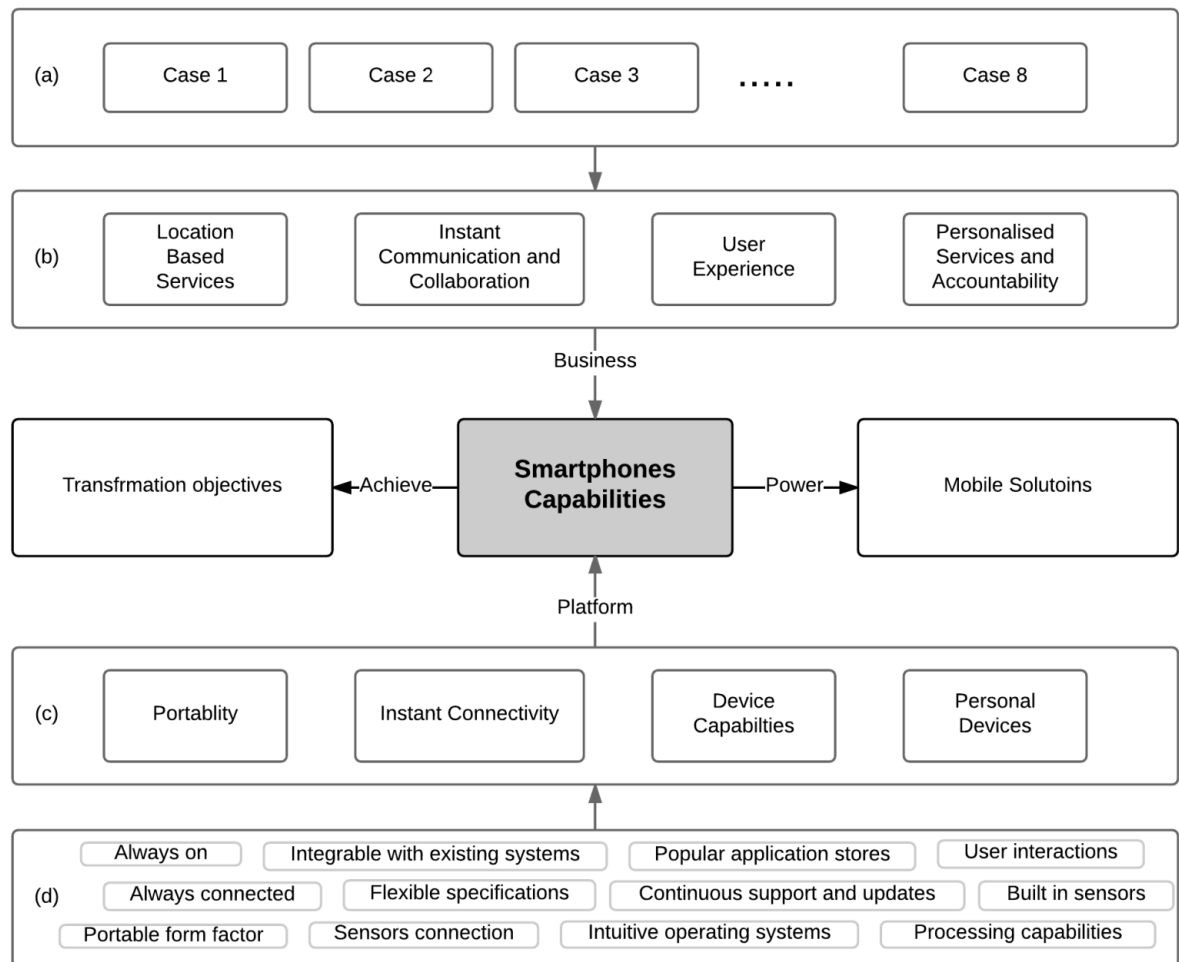 (a)
Case 1
Case 2
Case 3
.....
Case 8
(b)
Location
Based
Services
Instant
Communication and
Collaboration
User
Experience
Personalised
Services and
Accountability
Business
Transfrmation objectives
Achieve
Smartphones
Capabilities
Power
Mobile Solutoins
Platform
(c)
Portablity
Instant Connectivity
Device
Capabilties
Personal
Devices
(d)
Always on
Integrable with existing systems
Popular application stores
User interactions
Always connected
Flexible specifications
Continuous support and updates
Built in sensors
Portable form factor
Sensors connection
Intuitive operating systems
Processing capabilities